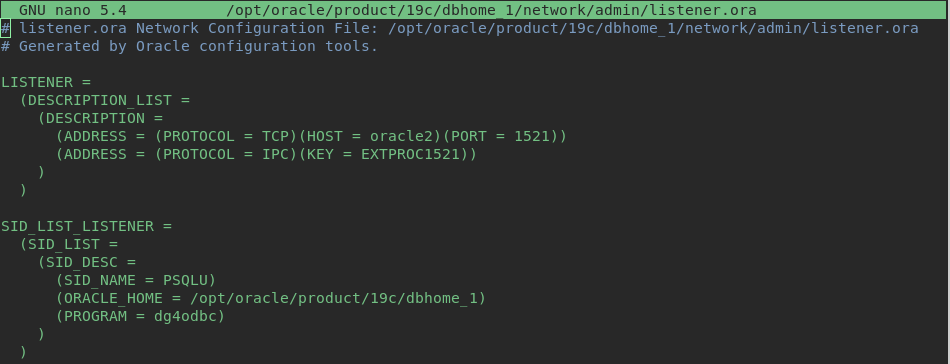 GNU nano 5.4 /opt/oracle/product/19c/dbhome_1/network/admin/listener.ora
# listener.ora Network Configuration File: /opt/oracle/product/19c/dbhome_1/network/admin/listener.ora
# Generated by Oracle configuration tools.

LISTENER =
  (DESCRIPTION_LIST =
    (DESCRIPTION =
      (ADDRESS = (PROTOCOL = TCP)(HOST = oracle2)(PORT = 1521))
      (ADDRESS = (PROTOCOL = IPC)(KEY = EXTPROC1521))
    )
  )

SID_LIST_LISTENER =
  (SID_LIST =
    (SID_DESC =
      (SID_NAME = PSQLU)
      (ORACLE_HOME = /opt/oracle/product/19c/dbhome_1)
      (PROGRAM = dg4odbc)
    )
  )